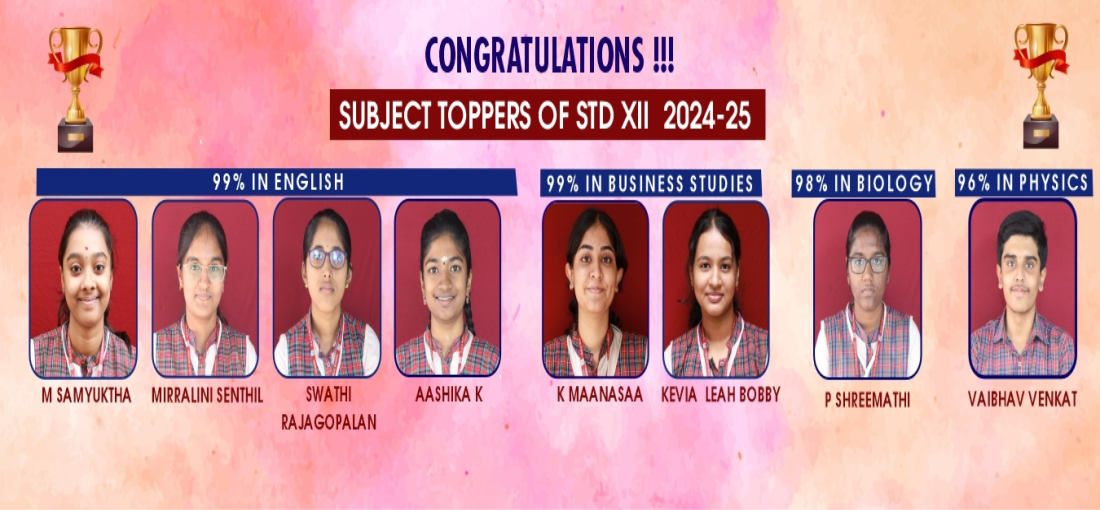 CONGRATULATIONS !!!
SUBJECT TOPPERS OF STD XII 2024-25
99% IN ENGLISH
99% IN BUSINESS STUDIES
98% IN BIOLOGY
96% IN PHYSICS
M SAMYUKTHA
MIRRALINI SENTHIL
SWATHI
RAJAGOPALAN
AASHIKA K
K MAANASAA
KEVIA LEAH BOBBY
P SHREEMATHI
VAIBHAV VENKAT